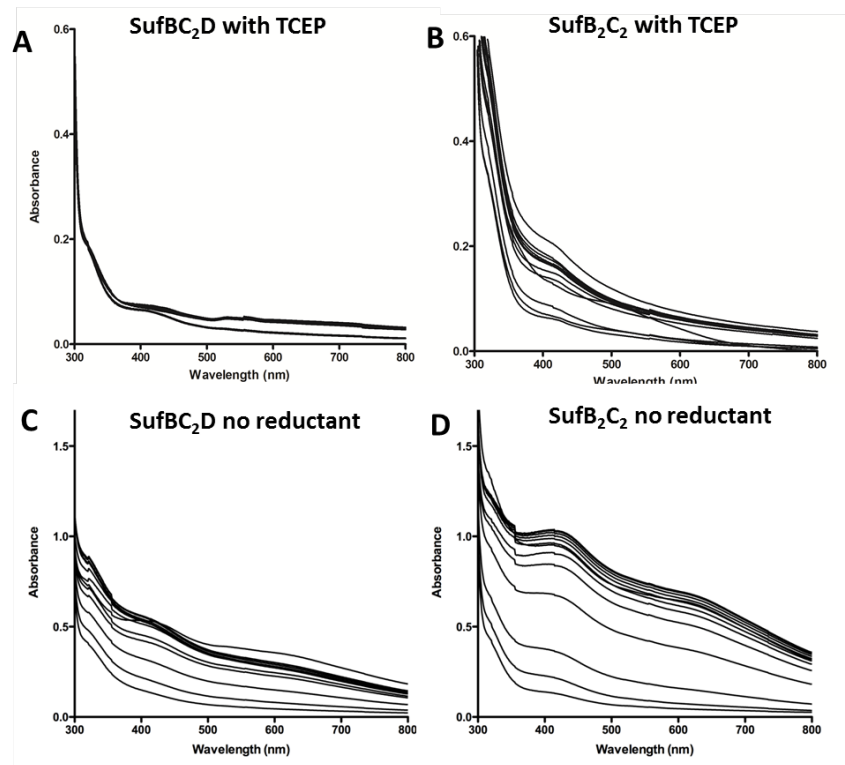 A
SufBC2D with TCEP
0.6
0.4
0.2
0.0
Absorbance
300 400 500 600 700 800
Wavelength (nm)
B
SufB2C2 with TCEP
0.6
0.4
0.2
0.0
300 400 500 600 700 800
Wavelength (nm)
C
SufBC2D no reductant
1.5
1.0
0.5
0.0
Absorbance
300 400 500 600 700 800
Wavelength (nm)
D
SufB2C2 no reductant
1.5
1.0
0.5
0.0
Absorbance
300 400 500 600 700 800
Wavelength (nm)